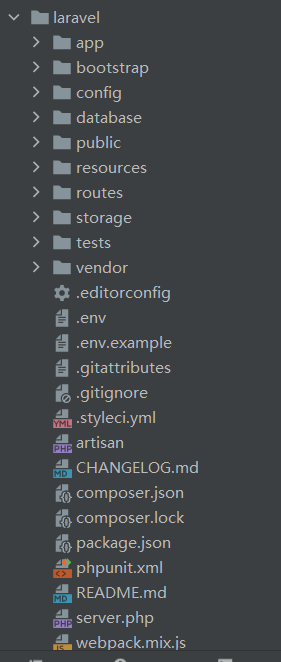 laravel
app
bootstrap
config
database
public
resources
routes
storage
tests
vendor
.editorconfig
.env
.env.example
.gitattributes
.gitignore
.styleci.yml
artisan
CHANGELOG.md
composer.json
composer.lock
package.json
phpunit.xml
README.md
server.php
webpack.mix.js